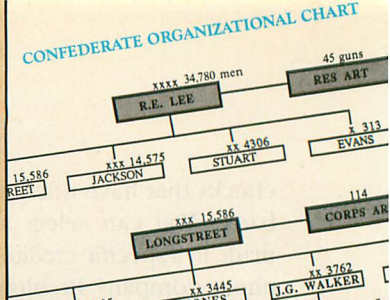 CONFEDERATE ORGANIZATIONAL CHART
xxxx 34,780 men
R.E. LEE
45 guns
RES ART
15,586
REET
xxx 14,575
JACKSON
xx 4306
STUART
x 313
EVANS
xxx 15,586
LONGSTREET
114
CORPS AR
xx 3445
xx 3762
J.G. WALKER